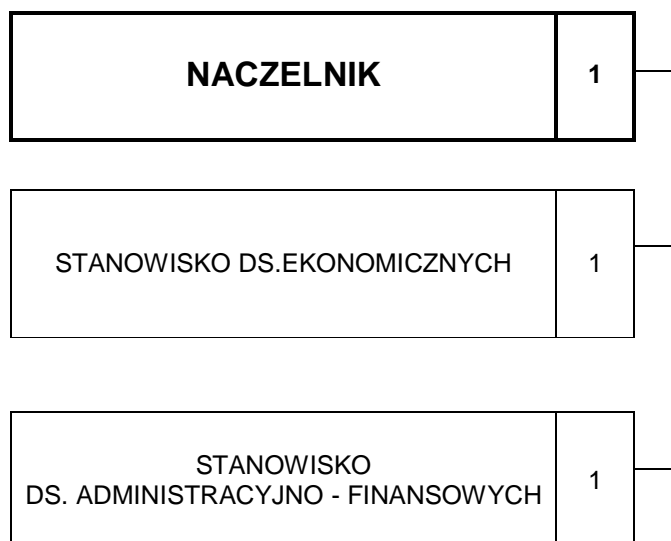 NACZELNIK 1
STANOWISKO DS.EKONOMICZNYCH 1
STANOWISKO
DS. ADMINISTRACYJNO - FINANSOWYCH 1